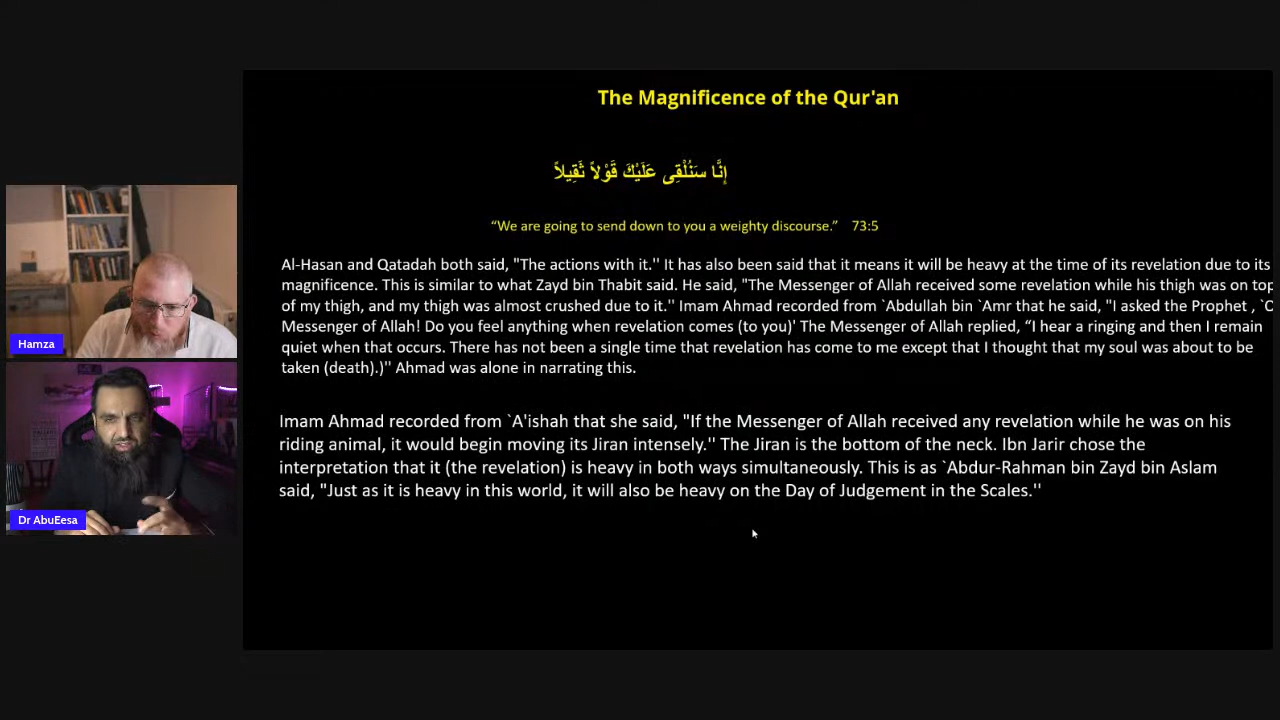 The Magnificence of the Qur'an
إِنَّا سَنُلْقِى عَلَيْكَ قَوْلاً ثَقِيلاً
“We are going to send down to you a weighty discourse.” 73:5
Al-Hasan and Qatadah both said, "The actions with it.'' It has also been said that it means it will be heavy at the time of its revelation due to its
magnificence. This is similar to what Zayd bin Thabit said. He said, "The Messenger of Allah received some revelation while his thigh was on top
of my thigh, and my thigh was almost crushed due to it.'' Imam Ahmad recorded from `Abdullah bin `Amr that he said, "I asked the Prophet ,
Messenger of Allah! Do you feel anything when revelation comes (to you)' The Messenger of Allah replied, “I hear a ringing and then I remain
quiet when that occurs. There has not been a single time that revelation has come to me except that I thought that my soul was about to be
taken (death).)'' Ahmad was alone in narrating this.
Imam Ahmad recorded from `A'ishah that she said, "If the Messenger of Allah received any revelation while he was on his
riding animal, it would begin moving its Jiran intensely.'' The Jiran is the bottom of the neck. Ibn Jarir chose the
interpretation that it (the revelation) is heavy in both ways simultaneously. This is as `Abdur-Rahman bin Zayd bin Aslam
said, "Just as it is heavy in this world, it will also be heavy on the Day of Judgement in the Scales.''
Hamza
Dr AbuEesa